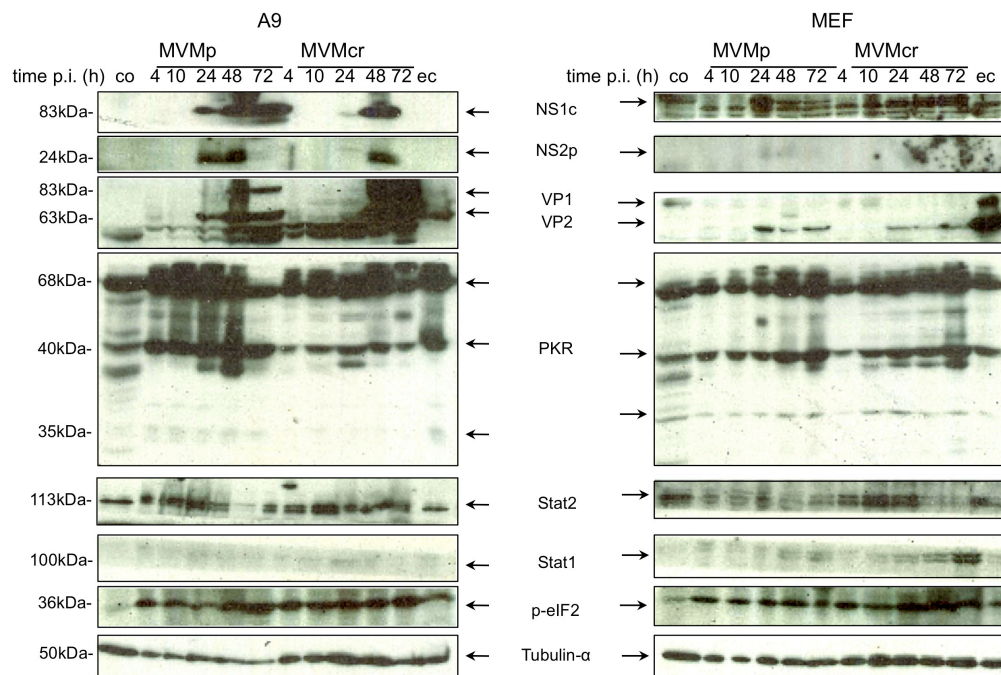 A9 MEF
MVMp MVMcr MVMp MVMcr
time p.i. (h) co 4 10 24 48 72 4 10 24 48 72 ec time p.i. (h) co 4 10 24 48 72 4 10 24 48 72 ec
83kDa- NS1c
24kDa- NS2p
83kDa- VP1
63kDa- VP2
68kDa-
40kDa- PKR
35kDa-
113kDa- Stat2
100kDa- Stat1
36kDa- p-eIF2
50kDa- Tubulin-α